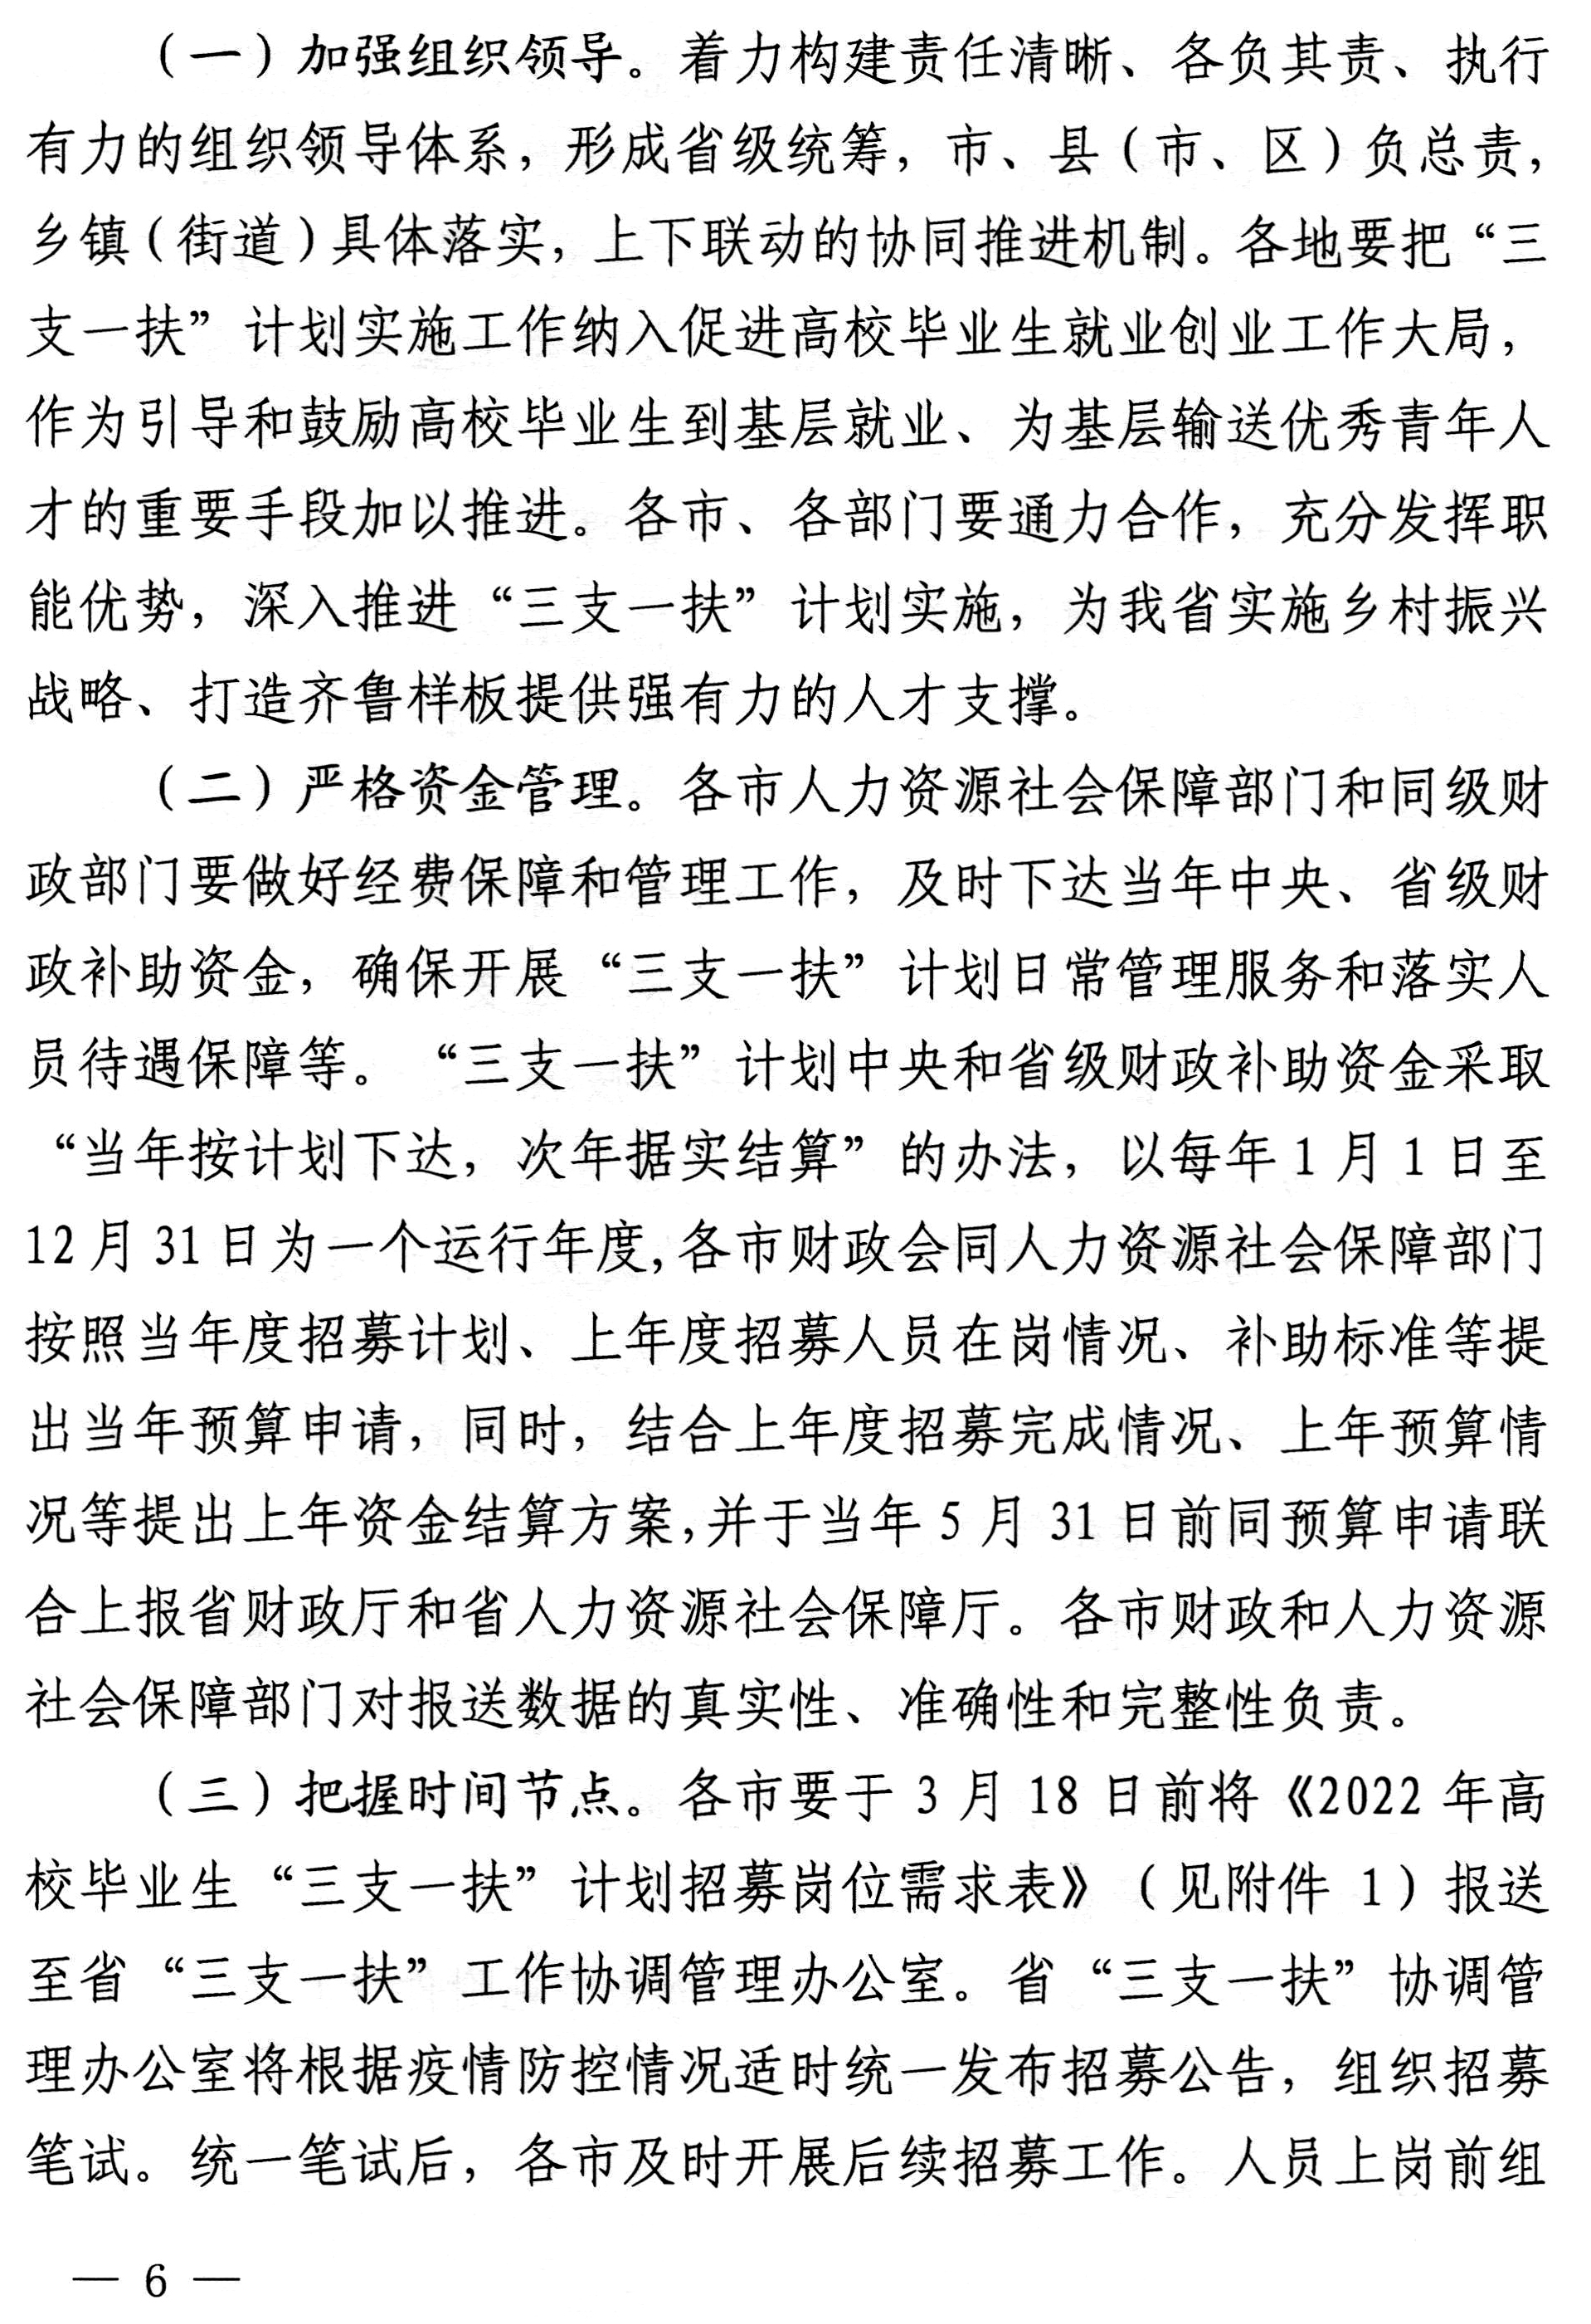 （一）加强组织领导。着力构建责任清晰、各负其责、执行
有力的组织领导体系，形成省级统筹，市、县（市、区）负总责，
乡镇（街道）具体落实，上下联动的协同推进机制。各地要把“三
支一扶”计划实施工作纳入促进高校毕业生就业创业工作大局，
作为引导和鼓励高校毕业生到基层就业、为基层输送优秀青年人
才的重要手段加以推进。各市、各部门要通力合作，充分发挥职
能优势，深入推进“三支一扶”计划实施，为我省实施乡村振兴
战略、打造齐鲁样板提供强有力的人才支撑。
（二）严格资金管理。各市人力资源社会保障部门和同级财
政部门要做好经费保障和管理工作，及时下达当年中央、省级财
政补助资金，确保开展“三支一扶”计划日常管理服务和落实人
员待遇保障等。“三支一扶”计划中央和省级财政补助资金采取
“当年按计划下达，次年据实结算”的办法，以每年1月1日至
12月31日为一个运行年度，各市财政会同人力资源社会保障部门
按照当年度招募计划、上年度招募人员在岗情况、补助标准等提
出当年预算申请，同时，结合上年度招募完成情况、上年预算情
况等提出上年资金结算方案，并于当年5月31日前同预算申请联
合上报省财政厅和省人力资源社会保障厅。各市财政和人力资源
社会保障部门对报送数据的真实性、准确性和完整性负责。
（三）把握时间节点。各市要于3月18日前将《2022年高
校毕业生“三支一扶”计划招募岗位需求表》（见附件1）报送
至省“三支一扶”工作协调管理办公室。省“三支一扶”协调管
理办公室将根据疫情防控情况适时统一发布招募公告，组织招募
笔试。统一笔试后，各市及时开展后续招募工作。人员上岗前组
— 6 —